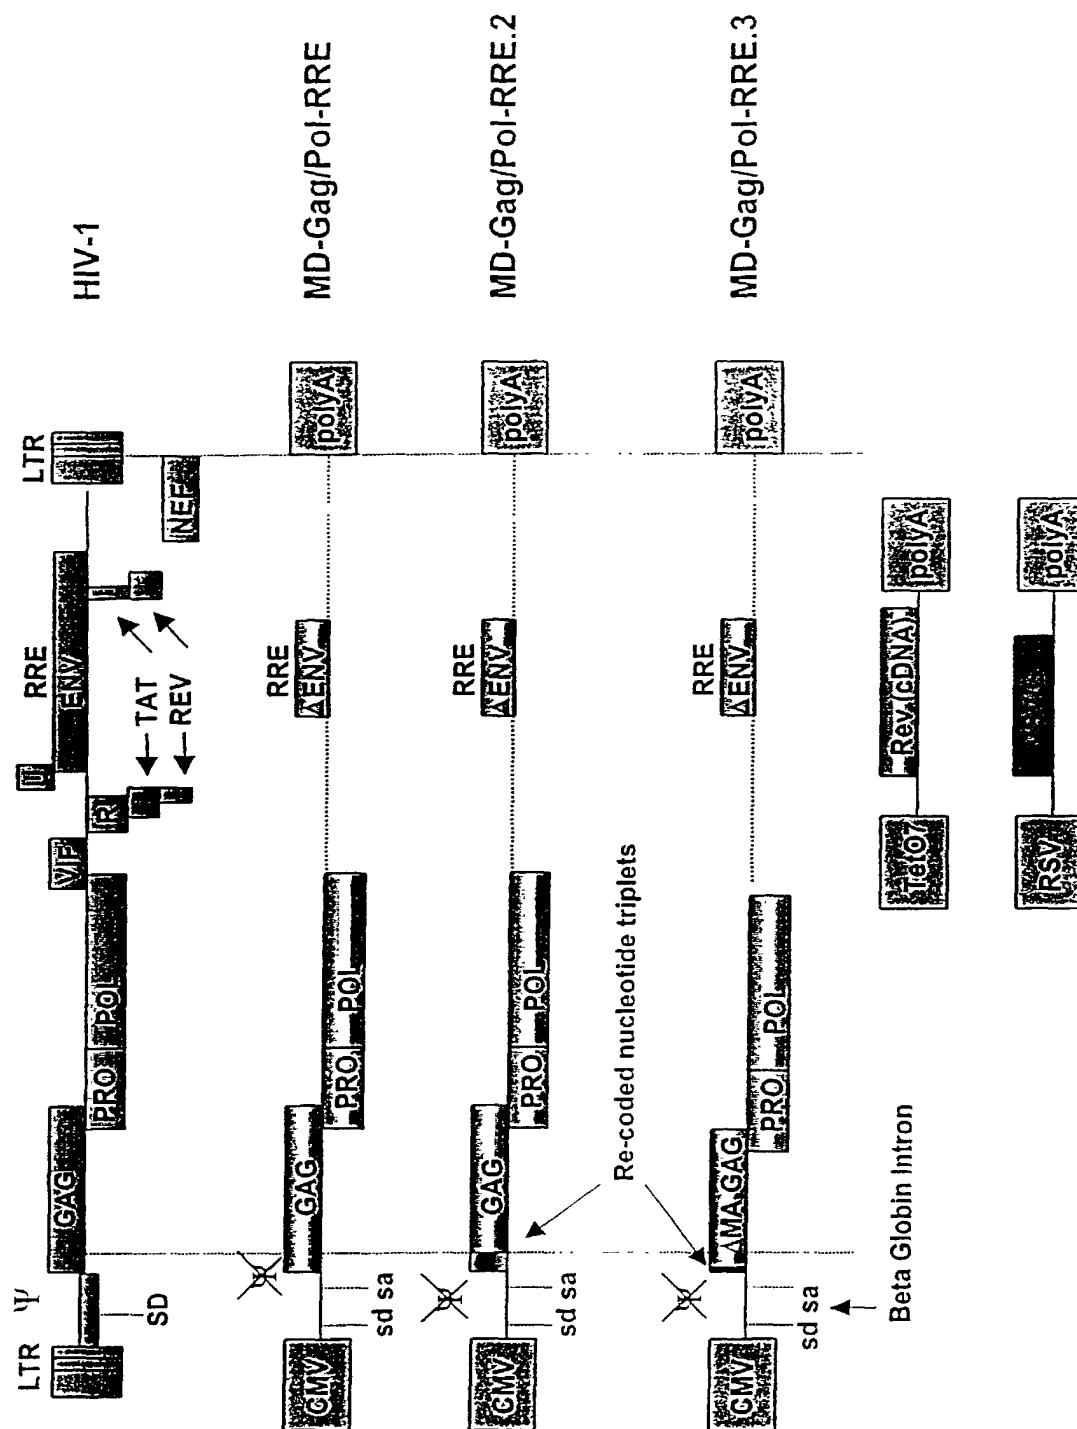 LTR
Ψ
RRE
LTR
HIV-1
GAG
PRO
POL
VIF
R
U
ENV
NEF
SD
TAT
REV
CMV
Ψ
GAG
PRO
POL
RRE
ΔENV
polyA
MD-Gag/Pol-RRE
sd sa
CMV
Ψ
GAG
PRO
POL
RRE
ΔENV
polyA
MD-Gag/Pol-RRE.2
sd sa
Re-coded nucleotide triplets
CMV
Ψ
ΔMA GAG
PRO
POL
RRE
ΔENV
polyA
MD-Gag/Pol-RRE.3
sd sa
Beta Globin Intron
TetO7
Rev (cDNA)
polyA
RSV
polyA